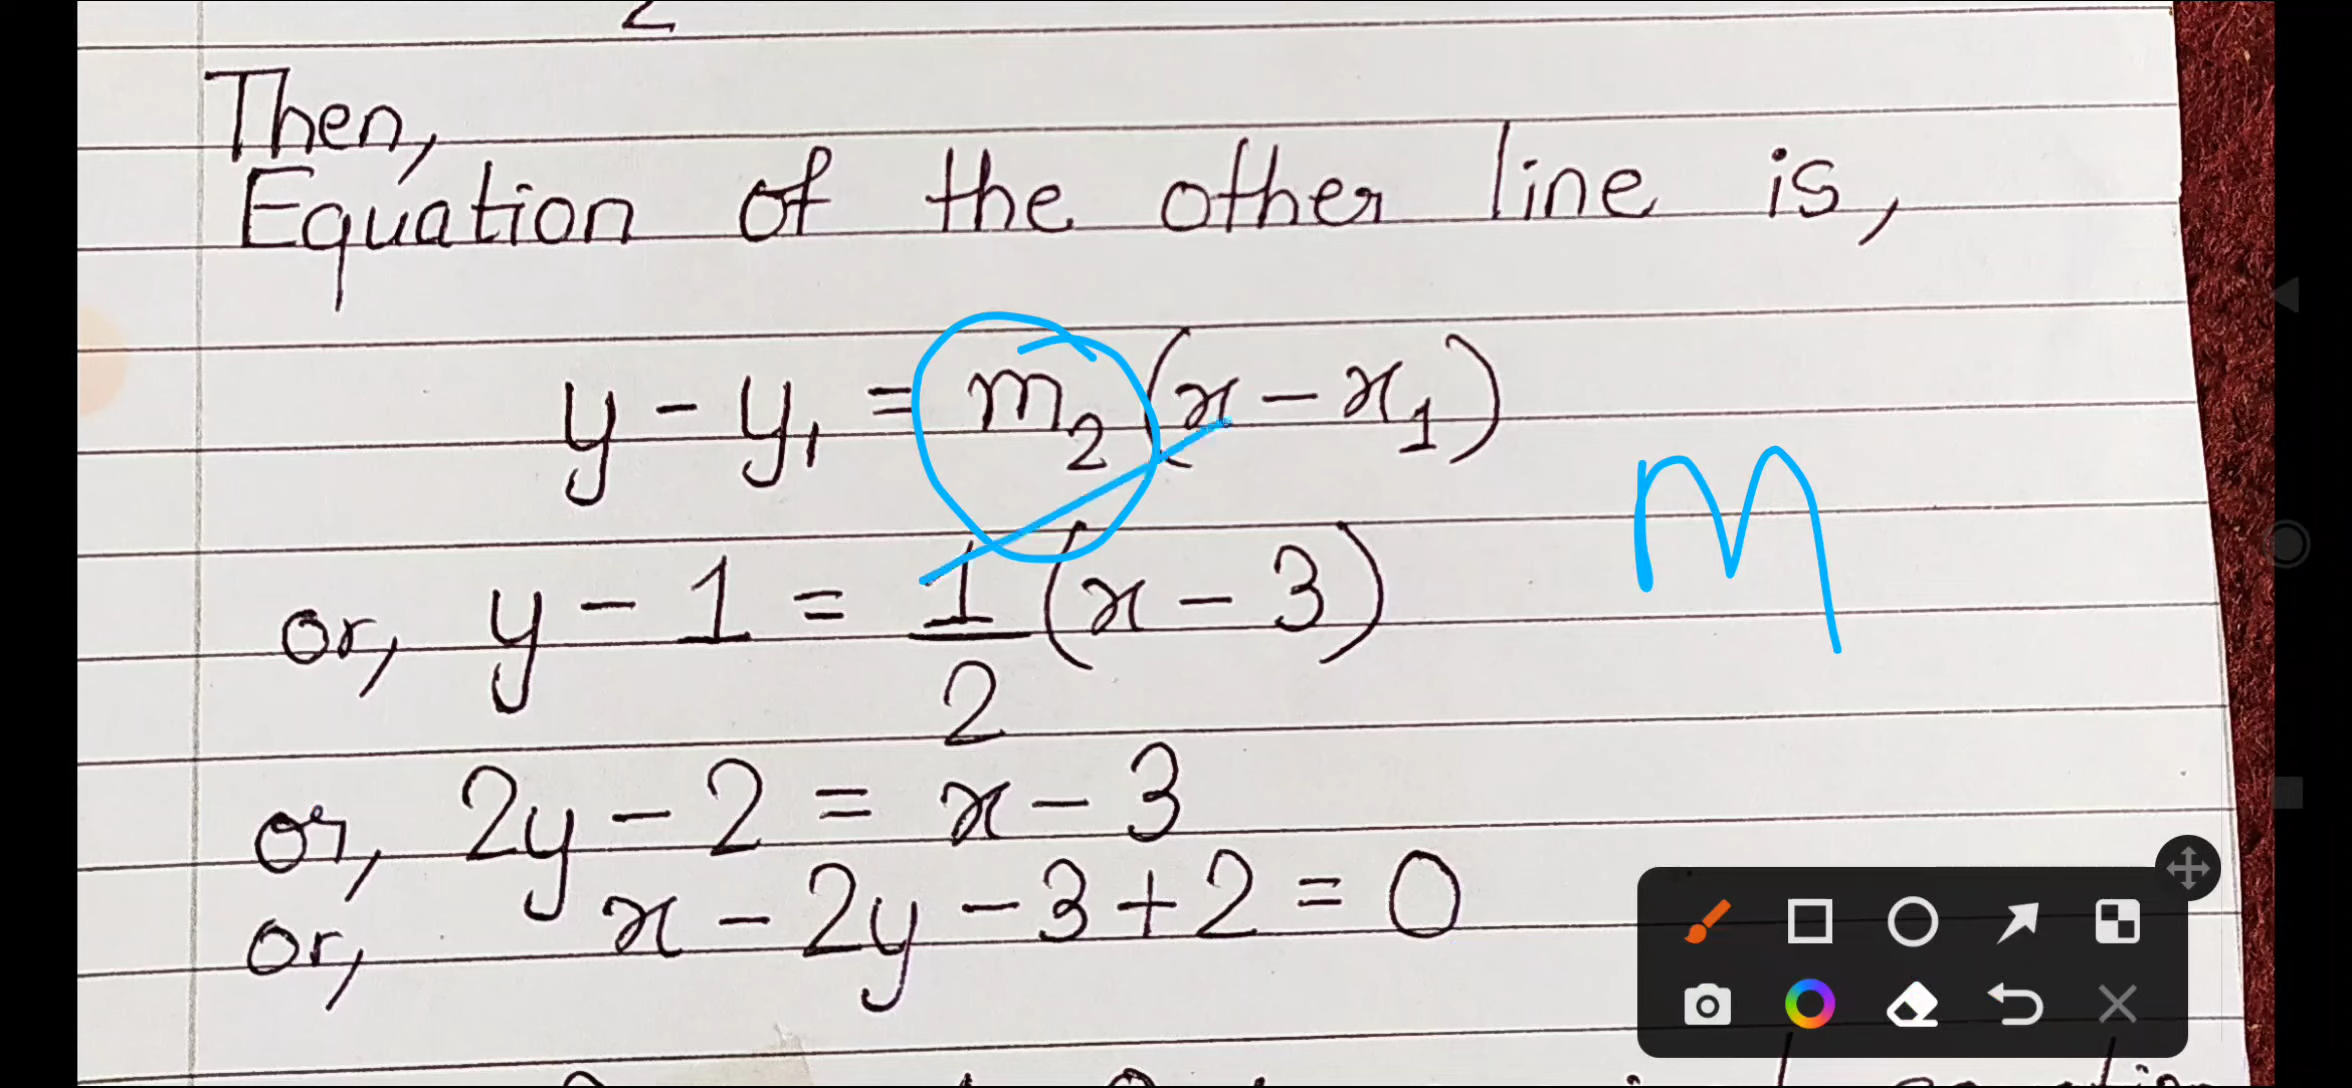 Then,
Equation of the other line is,
y - y₁ = m₂ (x - x₁)
M
or, y - 1 = 1/2 (x - 3)
or, 2y - 2 = x - 3
or, x - 2y - 3 + 2 = 0